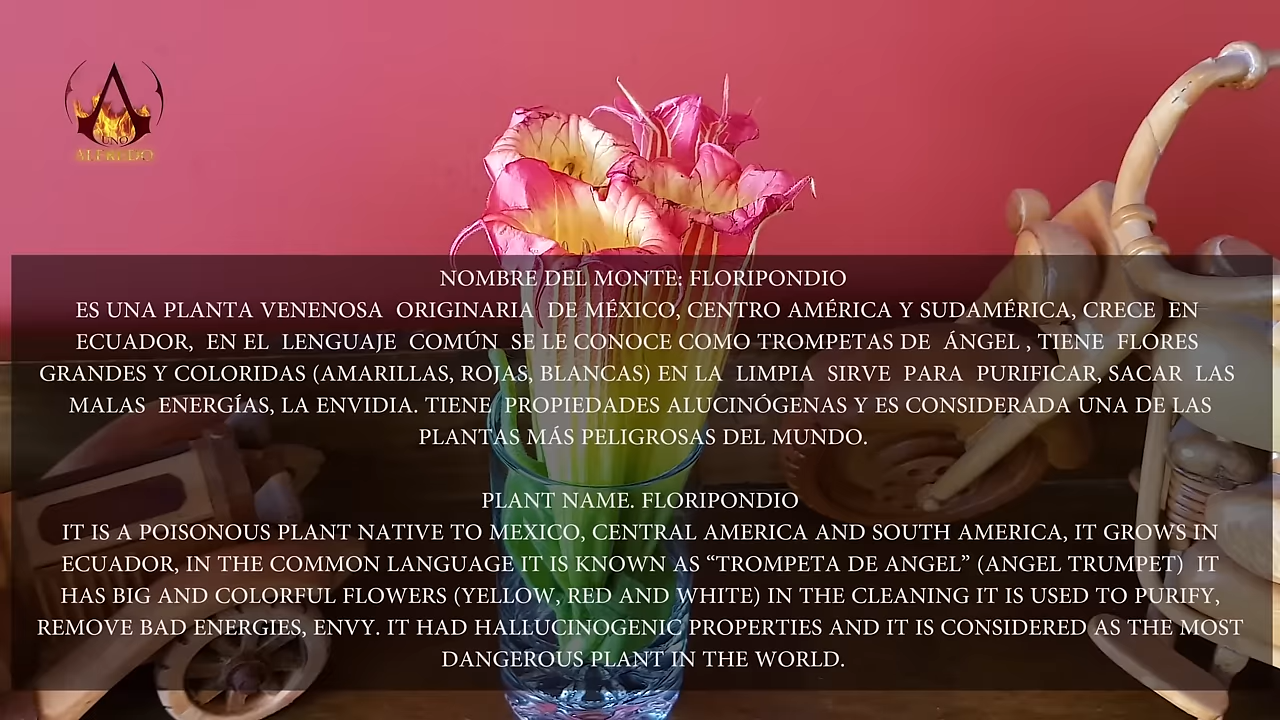 UNO
ALFREDO
NOMBRE DEL MONTE: FLORIPONDIO
ES UNA PLANTA VENENOSA ORIGINARIA DE MÉXICO, CENTRO AMÉRICA Y SUDAMÉRICA, CRECE EN
ECUADOR, EN EL LENGUAJE COMÚN SE LE CONOCE COMO TROMPETAS DE ÁNGEL , TIENE FLORES
GRANDES Y COLORIDAS (AMARILLAS, ROJAS, BLANCAS) EN LA LIMPIA SIRVE PARA PURIFICAR, SACAR LAS
MALAS ENERGÍAS, LA ENVIDIA. TIENE PROPIEDADES ALUCINÓGENAS Y ES CONSIDERADA UNA DE LAS
PLANTAS MÁS PELIGROSAS DEL MUNDO.
PLANT NAME. FLORIPONDIO
IT IS A POISONOUS PLANT NATIVE TO MEXICO, CENTRAL AMERICA AND SOUTH AMERICA, IT GROWS IN
ECUADOR, IN THE COMMON LANGUAGE IT IS KNOWN AS “TROMPETA DE ANGEL” (ANGEL TRUMPET) IT
HAS BIG AND COLORFUL FLOWERS (YELLOW, RED AND WHITE) IN THE CLEANING IT IS USED TO PURIFY,
REMOVE BAD ENERGIES, ENVY. IT HAD HALLUCINOGENIC PROPERTIES AND IT IS CONSIDERED AS THE MOST
DANGEROUS PLANT IN THE WORLD.